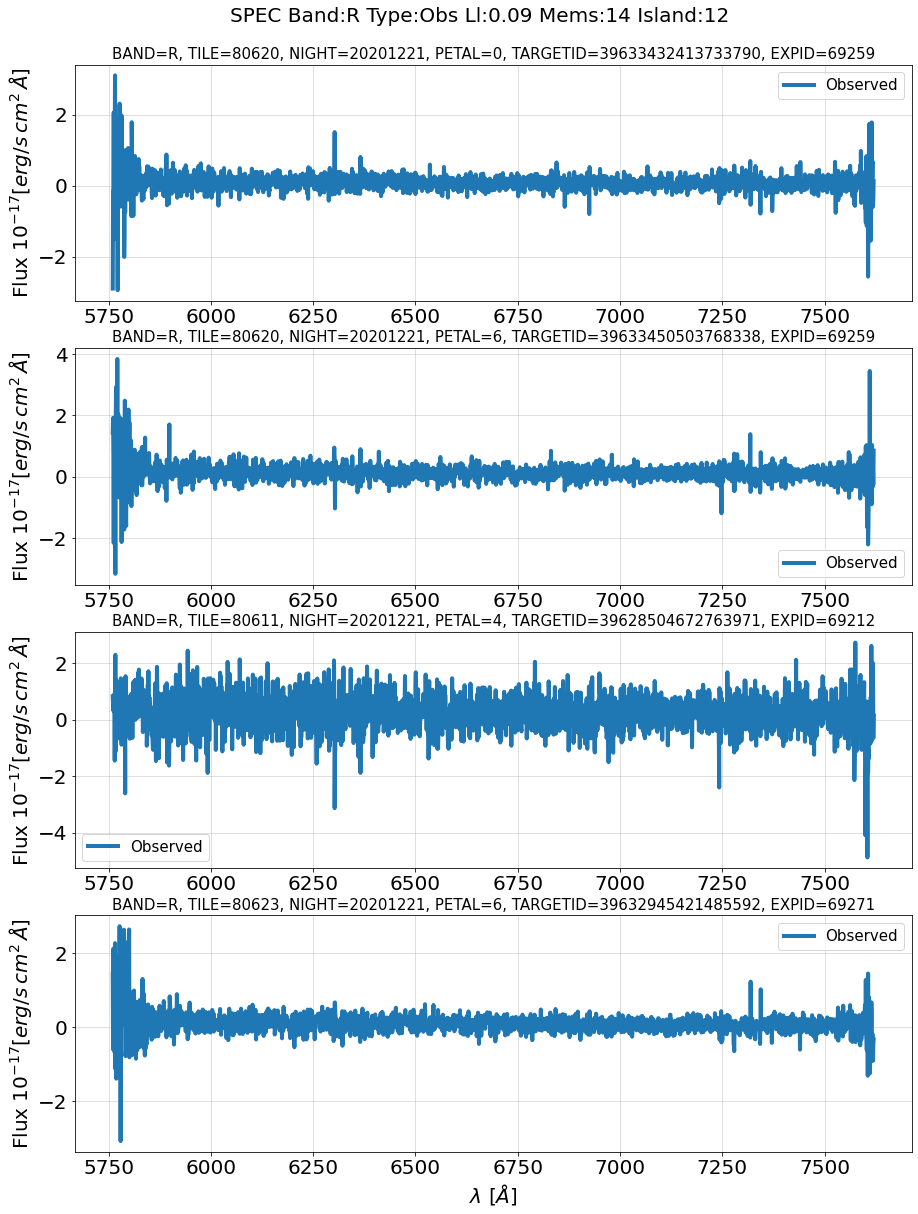 SPEC Band:R Type:Obs Ll:0.09 Mems:14 Island:12
BAND=R, TILE=80620, NIGHT=20201221, PETAL=0, TARGETID=39633432413733790, EXPID=69259
Flux 10^{-17}[erg/s cm^2 Å]
2
0
−2
Observed
5750 6000 6250 6500 6750 7000 7250 7500
BAND=R, TILE=80620, NIGHT=20201221, PETAL=6, TARGETID=39633450503768338, EXPID=69259
Flux 10^{-17}[erg/s cm^2 Å]
4
2
0
−2
Observed
5750 6000 6250 6500 6750 7000 7250 7500
BAND=R, TILE=80611, NIGHT=20201221, PETAL=4, TARGETID=39628504672763971, EXPID=69212
Flux 10^{-17}[erg/s cm^2 Å]
2
0
−2
−4
Observed
5750 6000 6250 6500 6750 7000 7250 7500
BAND=R, TILE=80623, NIGHT=20201221, PETAL=6, TARGETID=39632945421485592, EXPID=69271
Flux 10^{-17}[erg/s cm^2 Å]
2
0
−2
Observed
5750 6000 6250 6500 6750 7000 7250 7500
λ [Å]